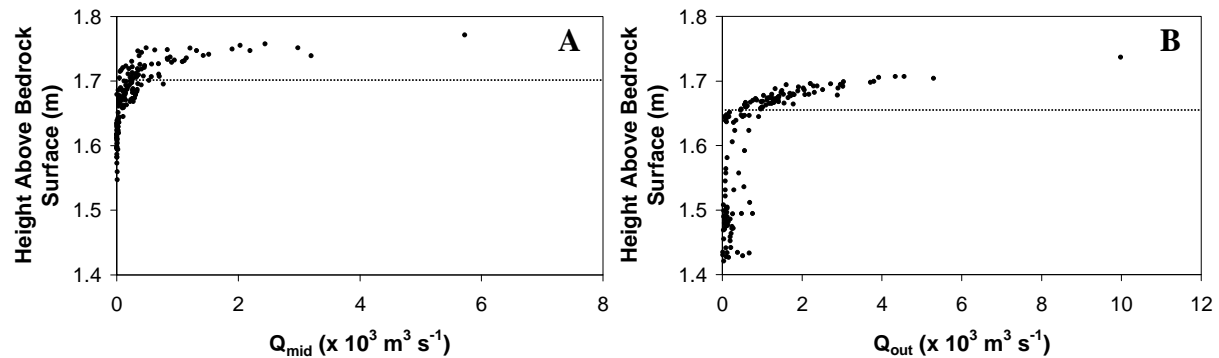 1.8
1.7
1.6
1.5
1.4
Height Above Bedrock
Surface (m)
A
0 2 4 6 8
Q_mid (x 10³ m³ s⁻¹)
1.8
1.7
1.6
1.5
1.4
Height Above Bedrock
Surface (m)
B
0 2 4 6 8 10 12
Q_out (x 10³ m³ s⁻¹)